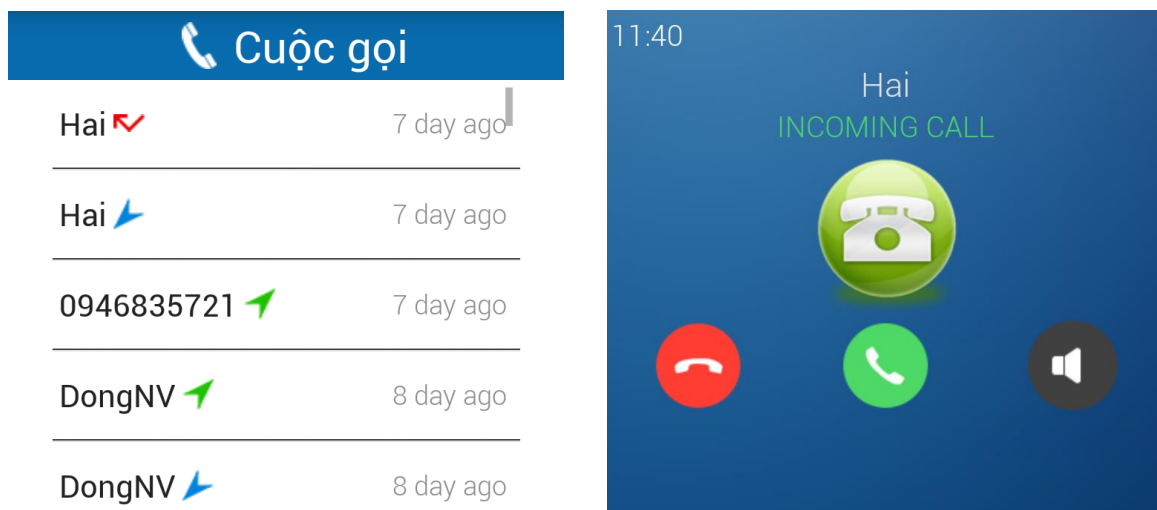 Cuộc gọi
Hai 7 day ago
Hai 7 day ago
0946835721 7 day ago
DongNV 8 day ago
DongNV 8 day ago
11:40
Hai
INCOMING CALL